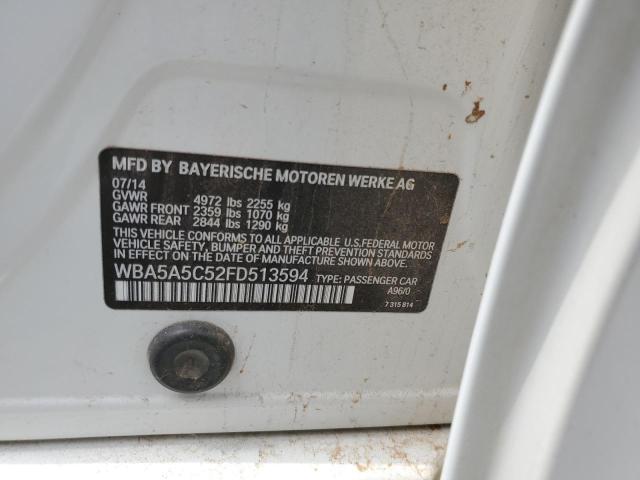 MFD BY BAYERISCHE MOTOREN WERKE AG
07/14
GVWR 4972 lbs 2255 kg
GAWR FRONT 2359 lbs 1070 kg
GAWR REAR 2844 lbs 1290 kg
THIS VEHICLE CONFORMS TO ALL APPLICABLE U.S.FEDERAL MOTOR
VEHICLE SAFETY, BUMPER AND THEFT PREVENTION STANDARDS
IN EFFECT ON THE DATE OF MANUFACTURE SHOWN ABOVE.
WBA5A5C52FD513594 TYPE: PASSENGER CAR
A96/0
7 315 814